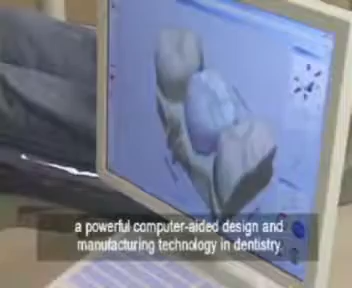 a powerful computer-aided design and
manufacturing technology in dentistry.